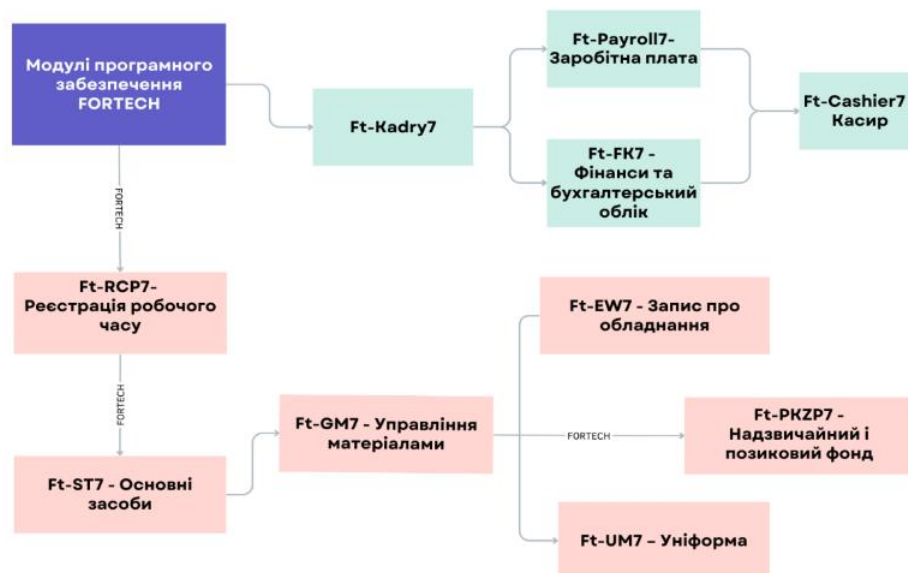 Модулі програмного
забезпечення
FORTECH
Ft-Kadry7
Ft-Payroll7-
Заробітна плата
Ft-FK7 -
Фінанси та
бухгалтерський
облік
Ft-Cashier7
Касир
FORTECH
Ft-RCP7-
Реєстрація робочого
часу
FORTECH
Ft-ST7 - Основні
засоби
Ft-GM7 - Управління
матеріалами
Ft-EW7 - Запис про
обладнання
FORTECH
Ft-PKZP7 -
Надзвичайний і
позиковий фонд
Ft-UM7 – Уніформа